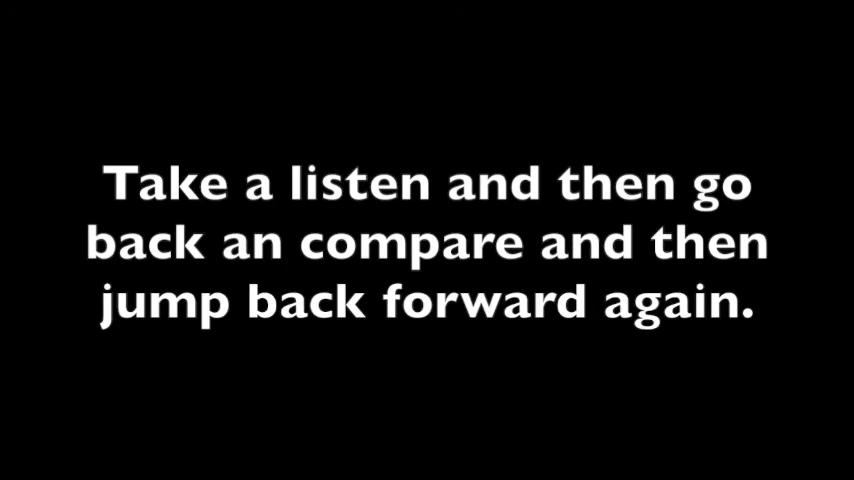 Take a listen and then go
back an compare and then
jump back forward again.